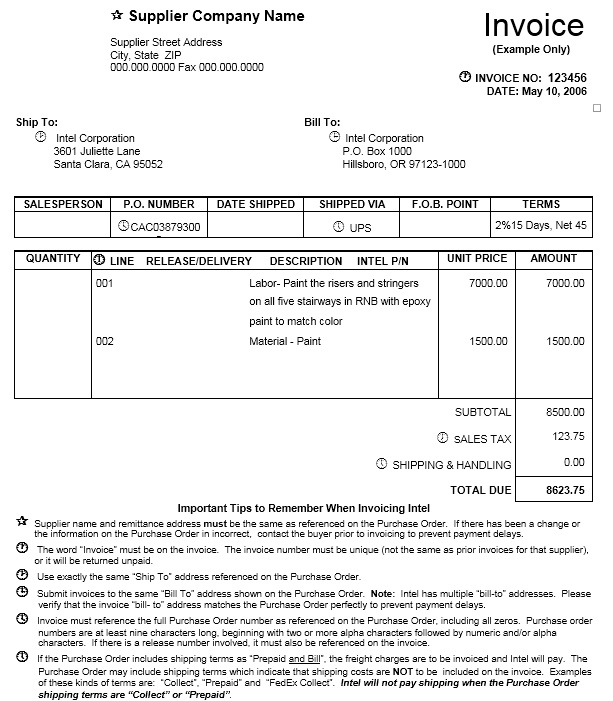 ☆ Supplier Company Name
Invoice
(Example Only)
Supplier Street Address
City, State ZIP
000.000.0000 Fax 000.000.0000
INVOICE NO: 123456
DATE: May 10, 2006
Ship To:
Intel Corporation
3601 Juliette Lane
Santa Clara, CA 95052
Bill To:
Intel Corporation
P.O. Box 1000
Hillsboro, OR 97123-1000
SALESPERSON P.O. NUMBER DATE SHIPPED SHIPPED VIA F.O.B. POINT TERMS
CAC03879300 UPS 2%15 Days, Net 45
QUANTITY LINE RELEASE/DELIVERY DESCRIPTION INTEL P/N UNIT PRICE AMOUNT
001 Labor- Paint the risers and stringers 7000.00 7000.00
on all five stairways in RNB with epoxy
paint to match color
002 Material - Paint 1500.00 1500.00
SUBTOTAL 8500.00
SALES TAX 123.75
SHIPPING & HANDLING 0.00
TOTAL DUE 8623.75
Important Tips to Remember When Invoicing Intel
Supplier name and remittance address must be the same as referenced on the Purchase Order. If there has been a change or
the information on the Purchase Order in incorrect, contact the buyer prior to invoicing to prevent payment delays.
The word “Invoice” must be on the invoice. The invoice number must be unique (not the same as prior invoices for that supplier),
or it will be returned unpaid.
Use exactly the same “Ship To” address referenced on the Purchase Order.
Submit invoices to the same “Bill To” address shown on the Purchase Order. Note: Intel has multiple “bill-to” addresses. Please
verify that the invoice “bill- to” address matches the Purchase Order perfectly to prevent payment delays.
Invoice must reference the full Purchase Order number as referenced on the Purchase Order, including all zeros. Purchase order
numbers are at least nine characters long, beginning with two or more alpha characters followed by numeric and/or alpha
characters. If there is a release number involved, it must also be referenced on the invoice.
If the Purchase Order includes shipping terms as “Prepaid and Bill”, the freight charges are to be invoiced and Intel will pay. The
Purchase Order may include shipping terms which indicate that shipping costs are NOT to be included on the invoice. Examples
of these kinds of terms are: “Collect”, “Prepaid” and “FedEx Collect”. Intel will not pay shipping when the Purchase Order
shipping terms are “Collect” or “Prepaid”.